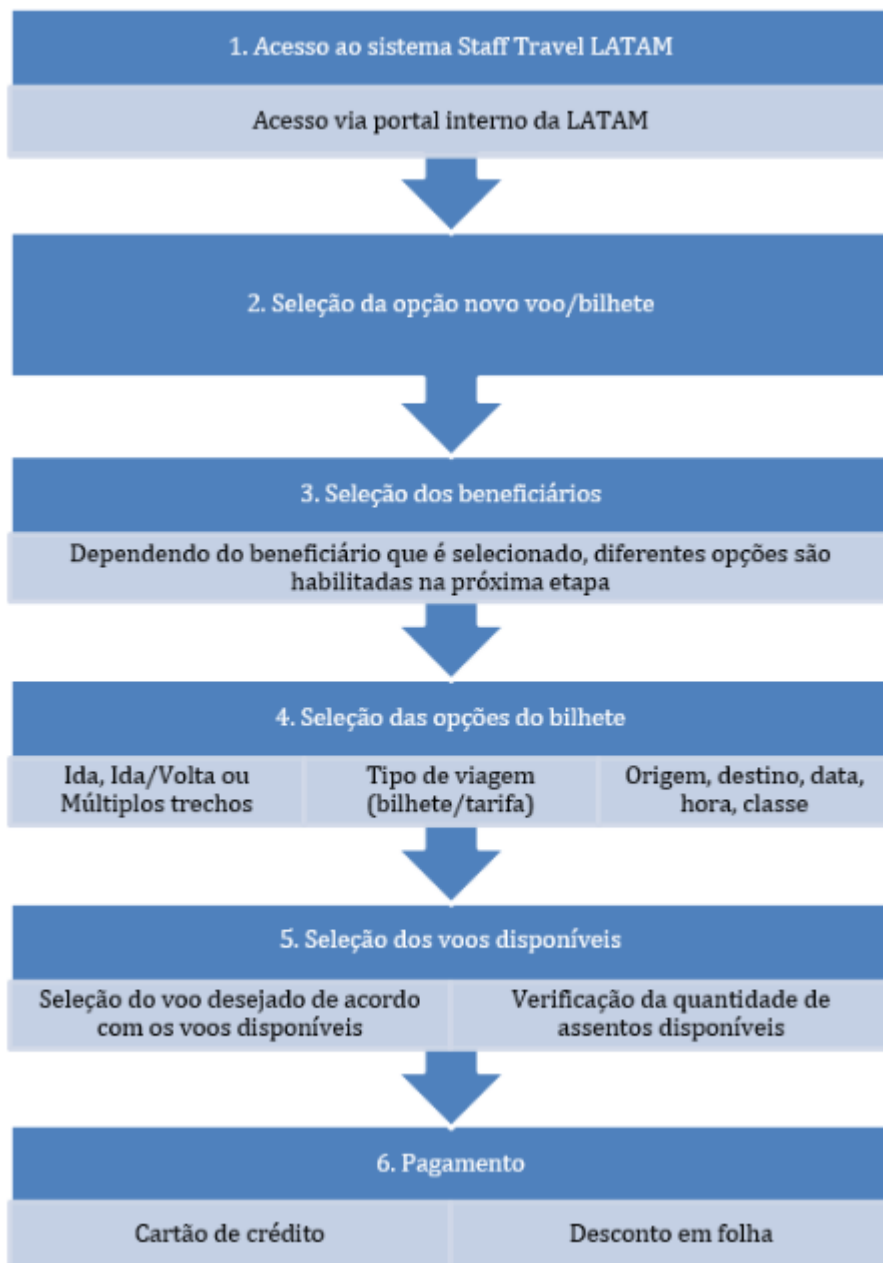 1. Acesso ao sistema Staff Travel LATAM
Acesso via portal interno da LATAM
2. Seleção da opção novo voo/bilhete
3. Seleção dos beneficiários
Dependendo do beneficiário que é selecionado, diferentes opções são
habilitadas na próxima etapa
4. Seleção das opções do bilhete
Ida, Ida/Volta ou
Múltiplos trechos
Tipo de viagem
(bilhete/tarifa)
Origem, destino, data,
hora, classe
5. Seleção dos voos disponíveis
Seleção do voo desejado de acordo
com os voos disponíveis
Verificação da quantidade de
assentos disponíveis
6. Pagamento
Cartão de crédito
Desconto em folha